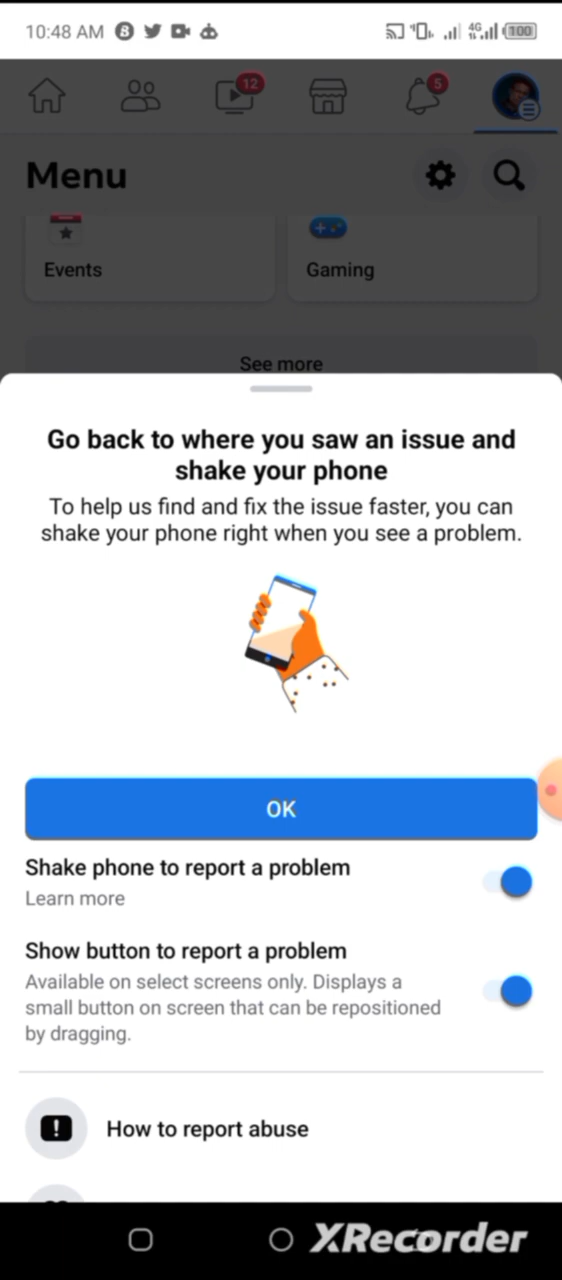 10:48 AM
4G
100
12
5
Menu
Events
Gaming
See more
Go back to where you saw an issue and
shake your phone
To help us find and fix the issue faster, you can
shake your phone right when you see a problem.
OK
Shake phone to report a problem
Learn more
Show button to report a problem
Available on select screens only. Displays a
small button on screen that can be repositioned
by dragging.
How to report abuse
XRecorder